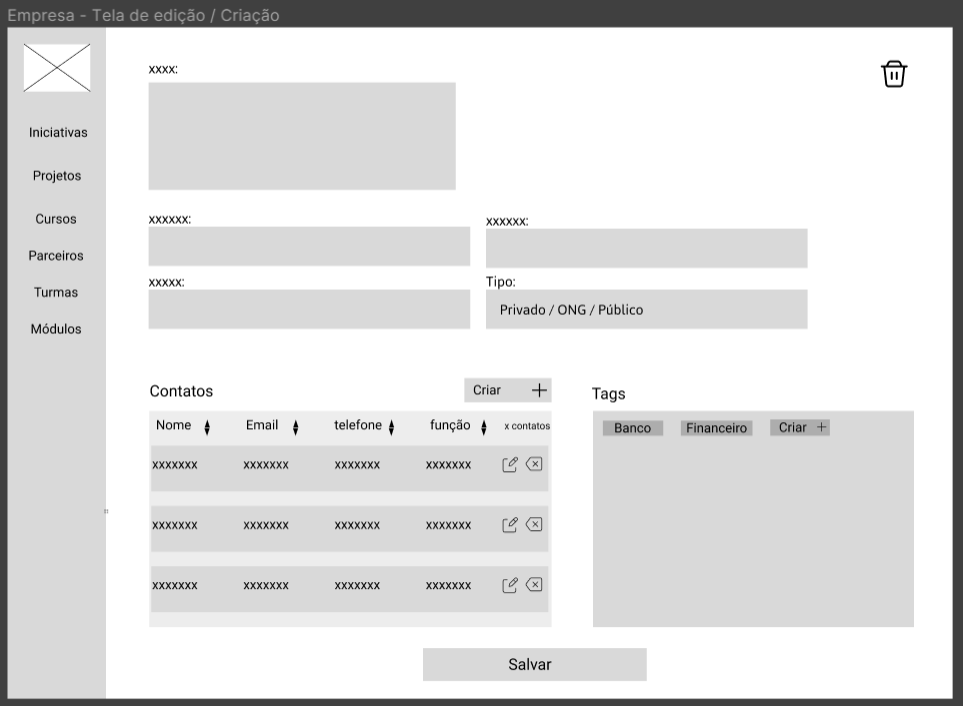 Empresa - Tela de edição / Criação
Iniciativas
Projetos
Cursos
Parceiros
Turmas
Módulos
xxxx:
xxxxxx:
xxxxxx:
xxxxx:
Tipo:
Privado / ONG / Público
Contatos
Criar
Nome Email telefone função x contatos
xxxxxxx xxxxxxx xxxxxxx xxxxxxx
xxxxxxx xxxxxxx xxxxxxx xxxxxxx
xxxxxxx xxxxxxx xxxxxxx xxxxxxx
Tags
Banco Financeiro Criar +
Salvar